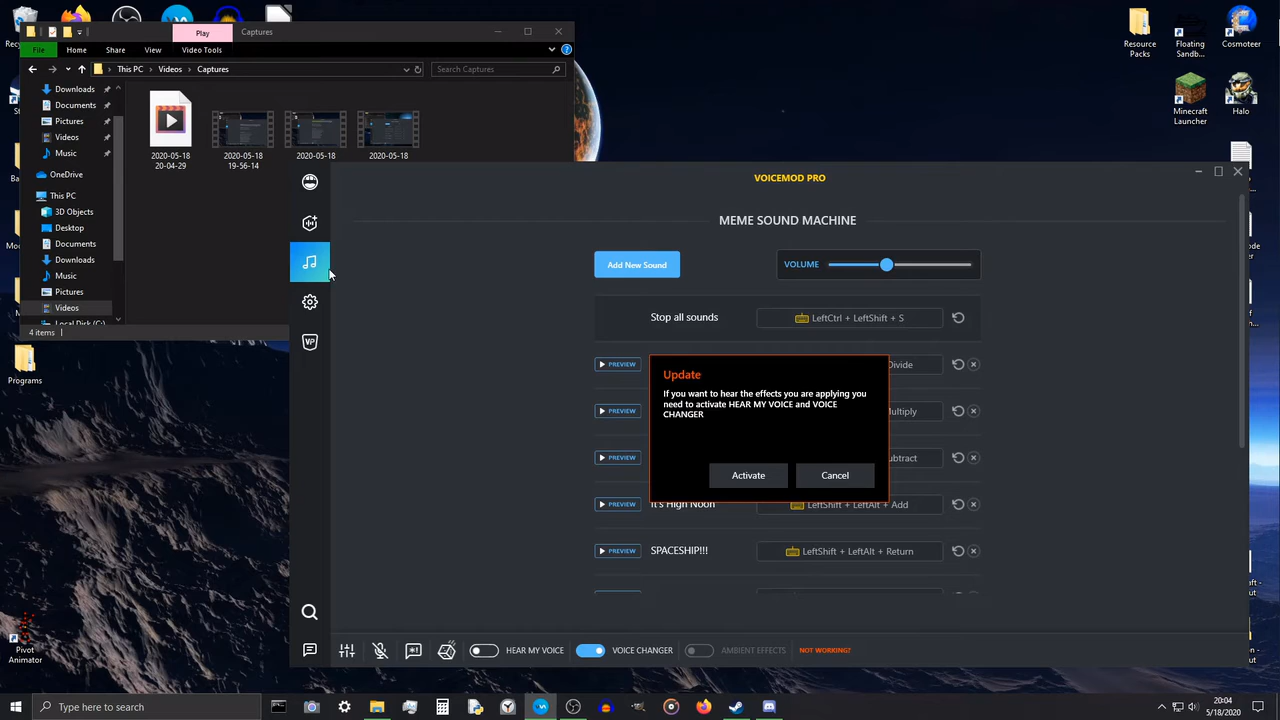 Play
Captures
File
Home
Share
View
Video Tools
This PC
Videos
Captures
Search Captures
Downloads
Documents
Pictures
Videos
Music
OneDrive
This PC
3D Objects
Desktop
Documents
Downloads
Music
Pictures
Videos
Local Disk (C:)
2020-05-18
20-04-29
2020-05-18
19-56-14
2020-05-18
2020-05-18
4 items
Resource
Packs
Floating
Sandb...
Cosmoteer
Minecraft
Launcher
Halo
Programs
Pivot
Animator
VOICEMOD PRO
MEME SOUND MACHINE
Add New Sound
VOLUME
Stop all sounds
LeftCtrl + LeftShift + S
PREVIEW
Divide
PREVIEW
PREVIEW
PREVIEW
It's High Noon
LeftShift + LeftAlt + Add
PREVIEW
SPACESHIP!!!
LeftShift + LeftAlt + Return
Update
If you want to hear the effects you are applying you
need to activate HEAR MY VOICE and VOICE
CHANGER
Activate
Cancel
VP
HEAR MY VOICE
VOICE CHANGER
AMBIENT EFFECTS
NOT WORKING?
Type here to search
20:04
5/18/2020